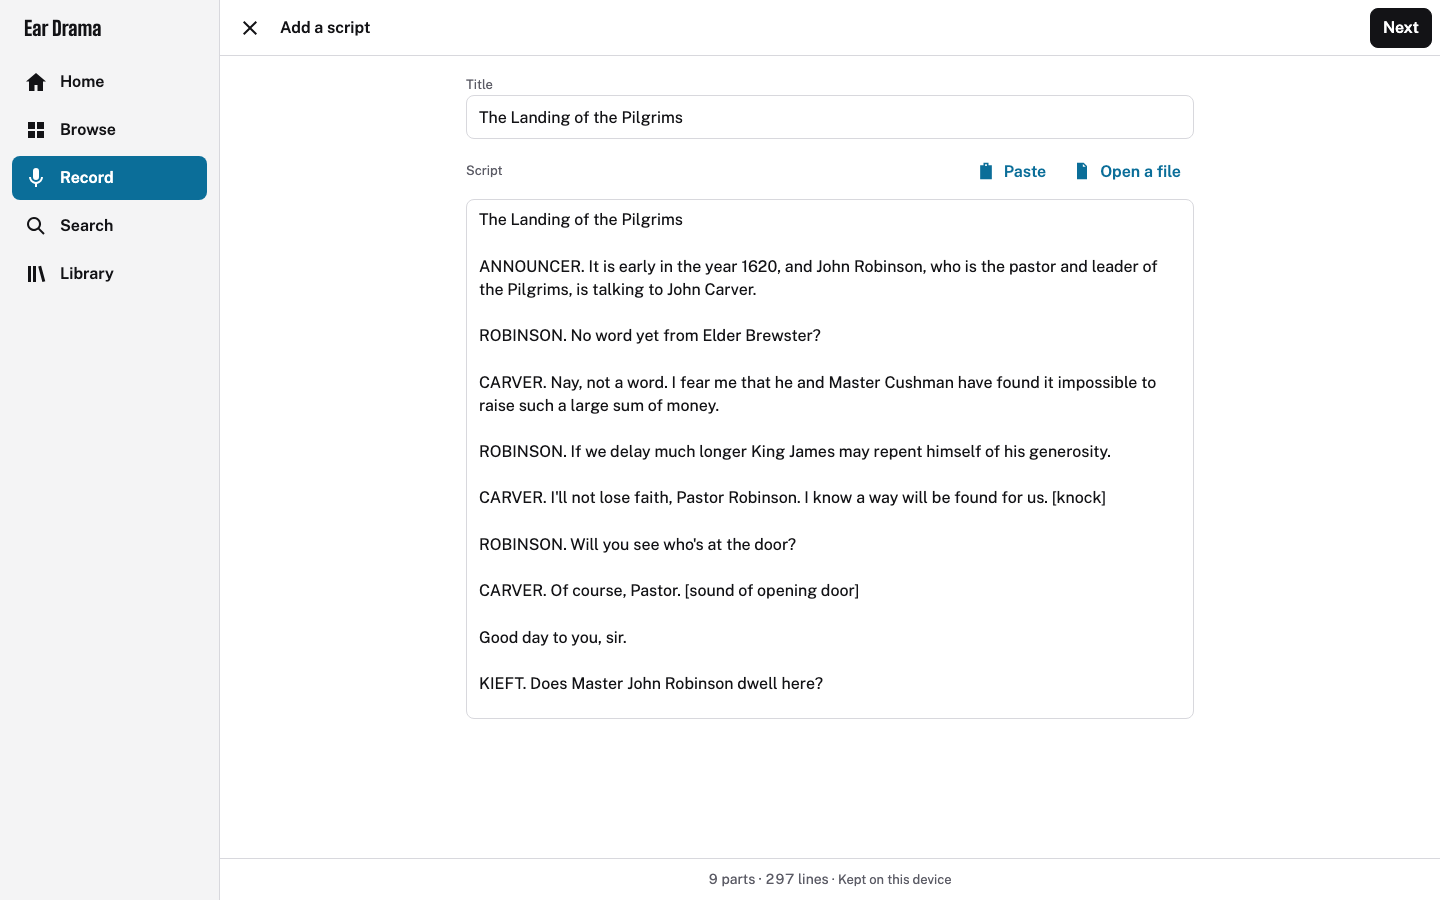 Ear Drama
Home
Browse
Record
Search
Library
Add a script
Next
Title
The Landing of the Pilgrims
Script
Paste
Open a file
The Landing of the Pilgrims
ANNOUNCER. It is early in the year 1620, and John Robinson, who is the pastor and leader of
the Pilgrims, is talking to John Carver.
ROBINSON. No word yet from Elder Brewster?
CARVER. Nay, not a word. I fear me that he and Master Cushman have found it impossible to
raise such a large sum of money.
ROBINSON. If we delay much longer King James may repent himself of his generosity.
CARVER. I'll not lose faith, Pastor Robinson. I know a way will be found for us. [knock]
ROBINSON. Will you see who's at the door?
CARVER. Of course, Pastor. [sound of opening door]
Good day to you, sir.
KIEFT. Does Master John Robinson dwell here?
9 parts · 297 lines · Kept on this device